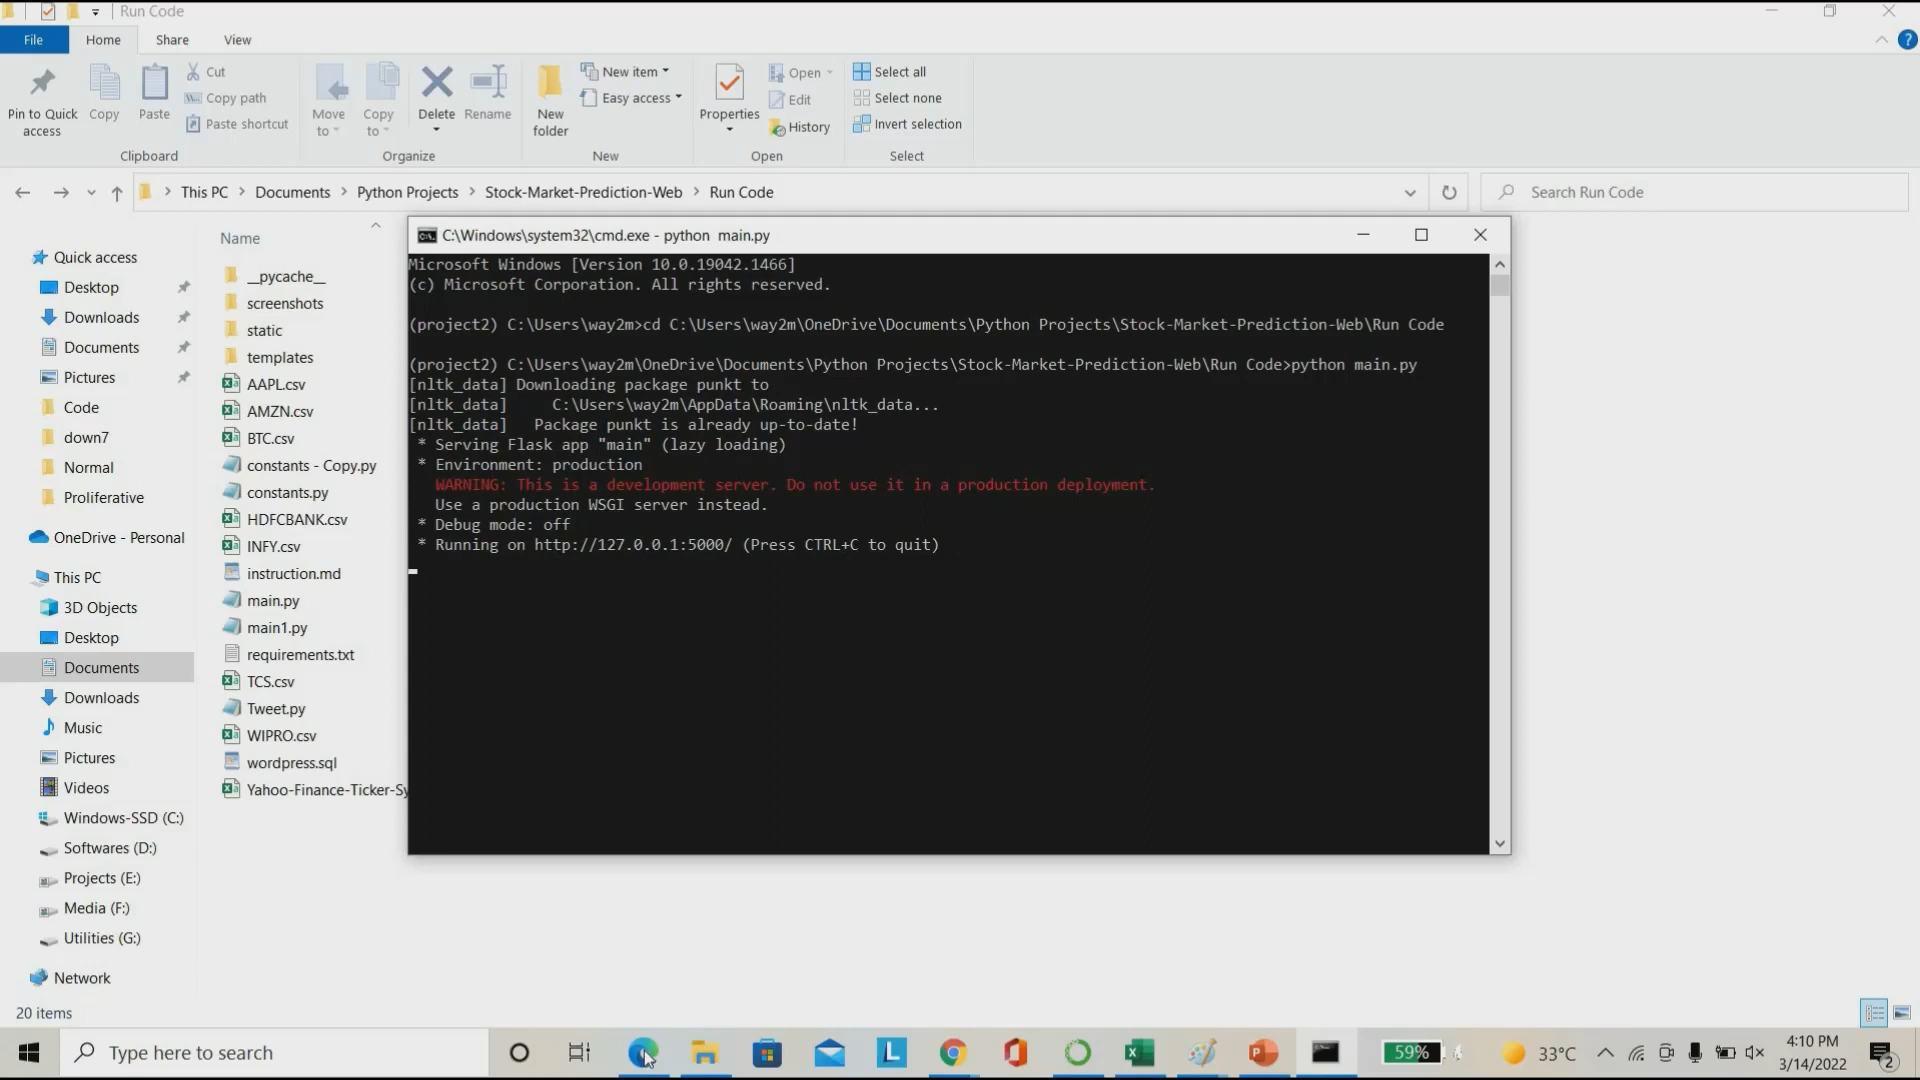 Run Code
File
Home
Share
View
Pin to Quick access
Copy
Paste
Cut
Copy path
Paste shortcut
Clipboard
Move to
Copy to
Delete
Rename
Organize
New folder
New item
Easy access
New
Properties
Open
Edit
History
Open
Select all
Select none
Invert selection
Select
This PC > Documents > Python Projects > Stock-Market-Prediction-Web > Run Code
Search Run Code
Quick access
Desktop
Downloads
Documents
Pictures
Code
down7
Normal
Proliferative
OneDrive - Personal
This PC
3D Objects
Desktop
Documents
Downloads
Music
Pictures
Videos
Windows-SSD (C:)
Softwares (D:)
Projects (E:)
Media (F:)
Utilities (G:)
Network
20 items
Name
__pycache__
screenshots
static
templates
AAPL.csv
AMZN.csv
BTC.csv
constants - Copy.py
constants.py
HDFCBANK.csv
INFY.csv
instruction.md
main.py
main1.py
requirements.txt
TCS.csv
Tweet.py
WIPRO.csv
wordpress.sql
Yahoo-Finance-Ticker-Sy
C:\Windows\system32\cmd.exe - python  main.py
Microsoft Windows [Version 10.0.19042.1466]
(c) Microsoft Corporation. All rights reserved.
(project2) C:\Users\way2m>cd C:\Users\way2m\OneDrive\Documents\Python Projects\Stock-Market-Prediction-Web\Run Code
(project2) C:\Users\way2m\OneDrive\Documents\Python Projects\Stock-Market-Prediction-Web\Run Code>python main.py
[nltk_data] Downloading package punkt to
[nltk_data]     C:\Users\way2m\AppData\Roaming\nltk_data...
[nltk_data]   Package punkt is already up-to-date!
* Serving Flask app "main" (lazy loading)
* Environment: production
WARNING: This is a development server. Do not use it in a production deployment.
Use a production WSGI server instead.
* Debug mode: off
* Running on http://127.0.0.1:5000/ (Press CTRL+C to quit)
Type here to search
59%
33°C
4:10 PM
3/14/2022
2